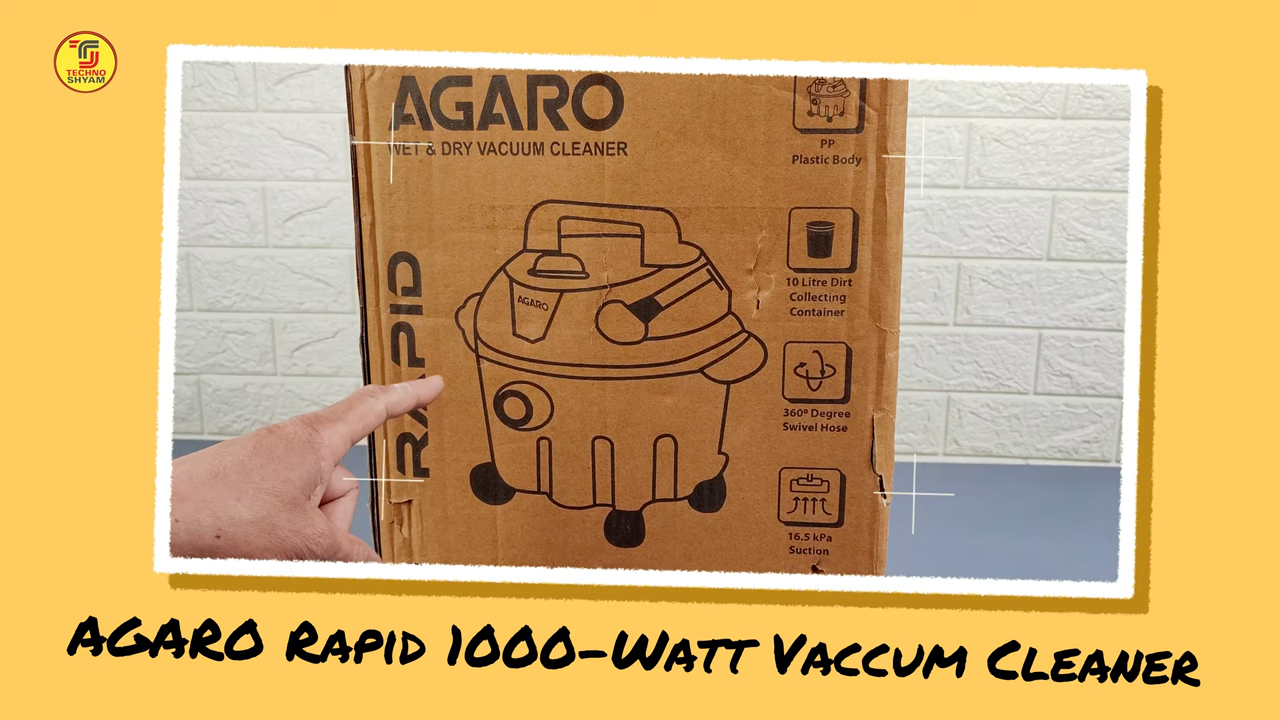 TECHNO
SHYAM
AGARO
WET & DRY VACUUM CLEANER
RAPID
AGARO
PP
Plastic Body
10 Litre Dirt
Collecting
Container
360º Degree
Swivel Hose
16.5 kPa
Suction
AGARO Rapid 1000-Watt Vaccum Cleaner